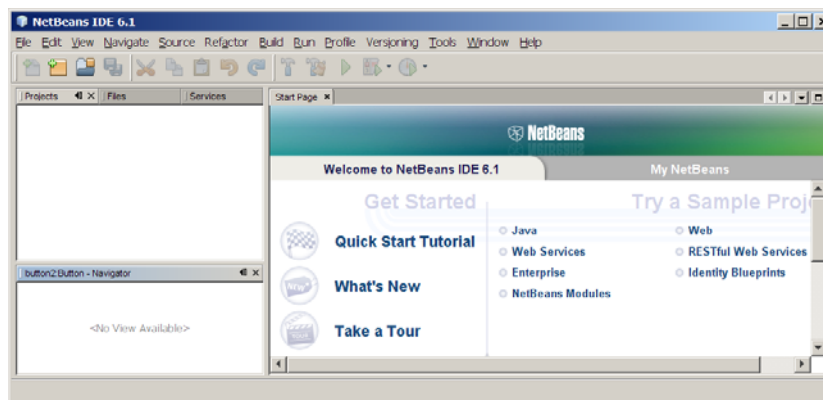 NetBeans IDE 6.1
File Edit View Navigate Source Refactor Build Run Profile Versioning Tools Window Help
Projects Files Services
Start Page
NetBeans
Welcome to NetBeans IDE 6.1 My NetBeans
Get Started
Quick Start Tutorial
What's New
Take a Tour
Try a Sample Proj
Java
Web Services
Enterprise
NetBeans Modules
Web
RESTful Web Services
Identity Blueprints
button2:Button - Navigator
<No View Available>